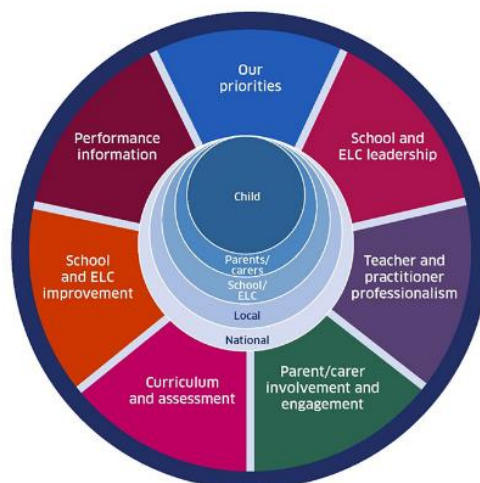 Our
priorities
School and
ELC leadership
Teacher and
practitioner
professionalism
Parent/carer
involvement and
engagement
Curriculum
and assessment
School
and ELC
improvement
Performance
information
Child
Parents/
carers
School/
ELC
Local
National